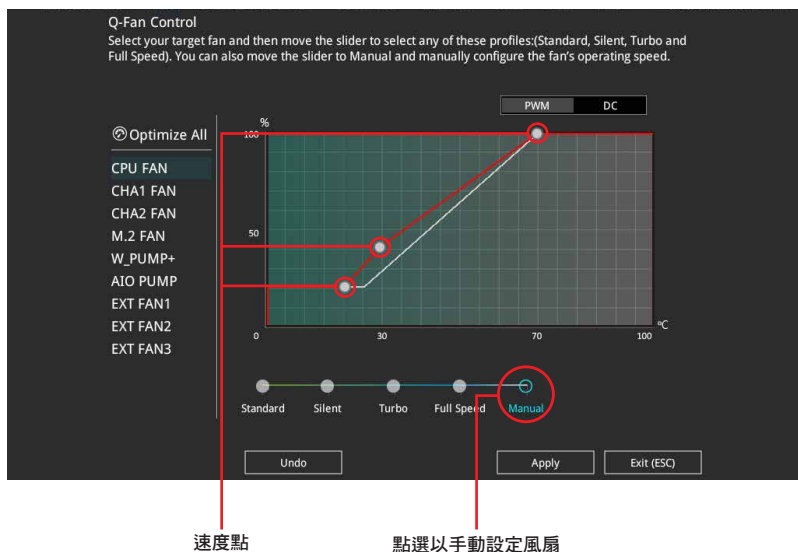 Q-Fan Control
Select your target fan and then move the slider to select any of these profiles:(Standard, Silent, Turbo and
Full Speed). You can also move the slider to Manual and manually configure the fan's operating speed.
PWM DC
Optimize All
CPU FAN
CHA1 FAN
CHA2 FAN
M.2 FAN
W_PUMP+
AIO PUMP
EXT FAN1
EXT FAN2
EXT FAN3
%
100
50
0 30 70 100 ºC
Standard Silent Turbo Full Speed Manual
Undo Apply Exit (ESC)
速度點 點選以手動設定風扇